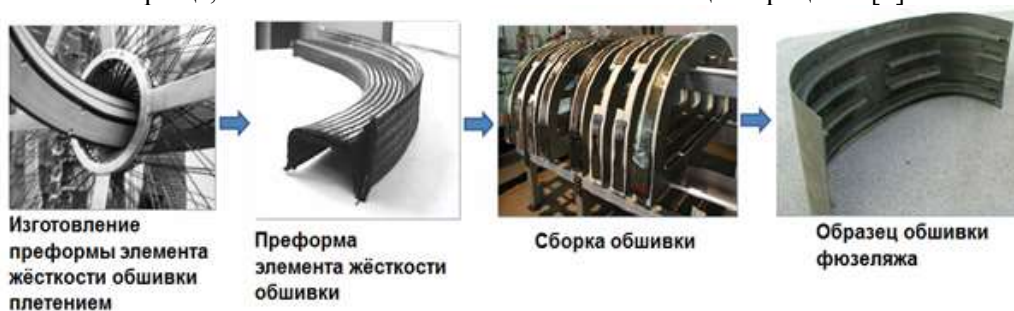 Изготовление
преформы элемента
жёсткости обшивки
плетением
Преформа
элемента жёсткости
обшивки
Сборка обшивки
Образец обшивки
фюзеляжа